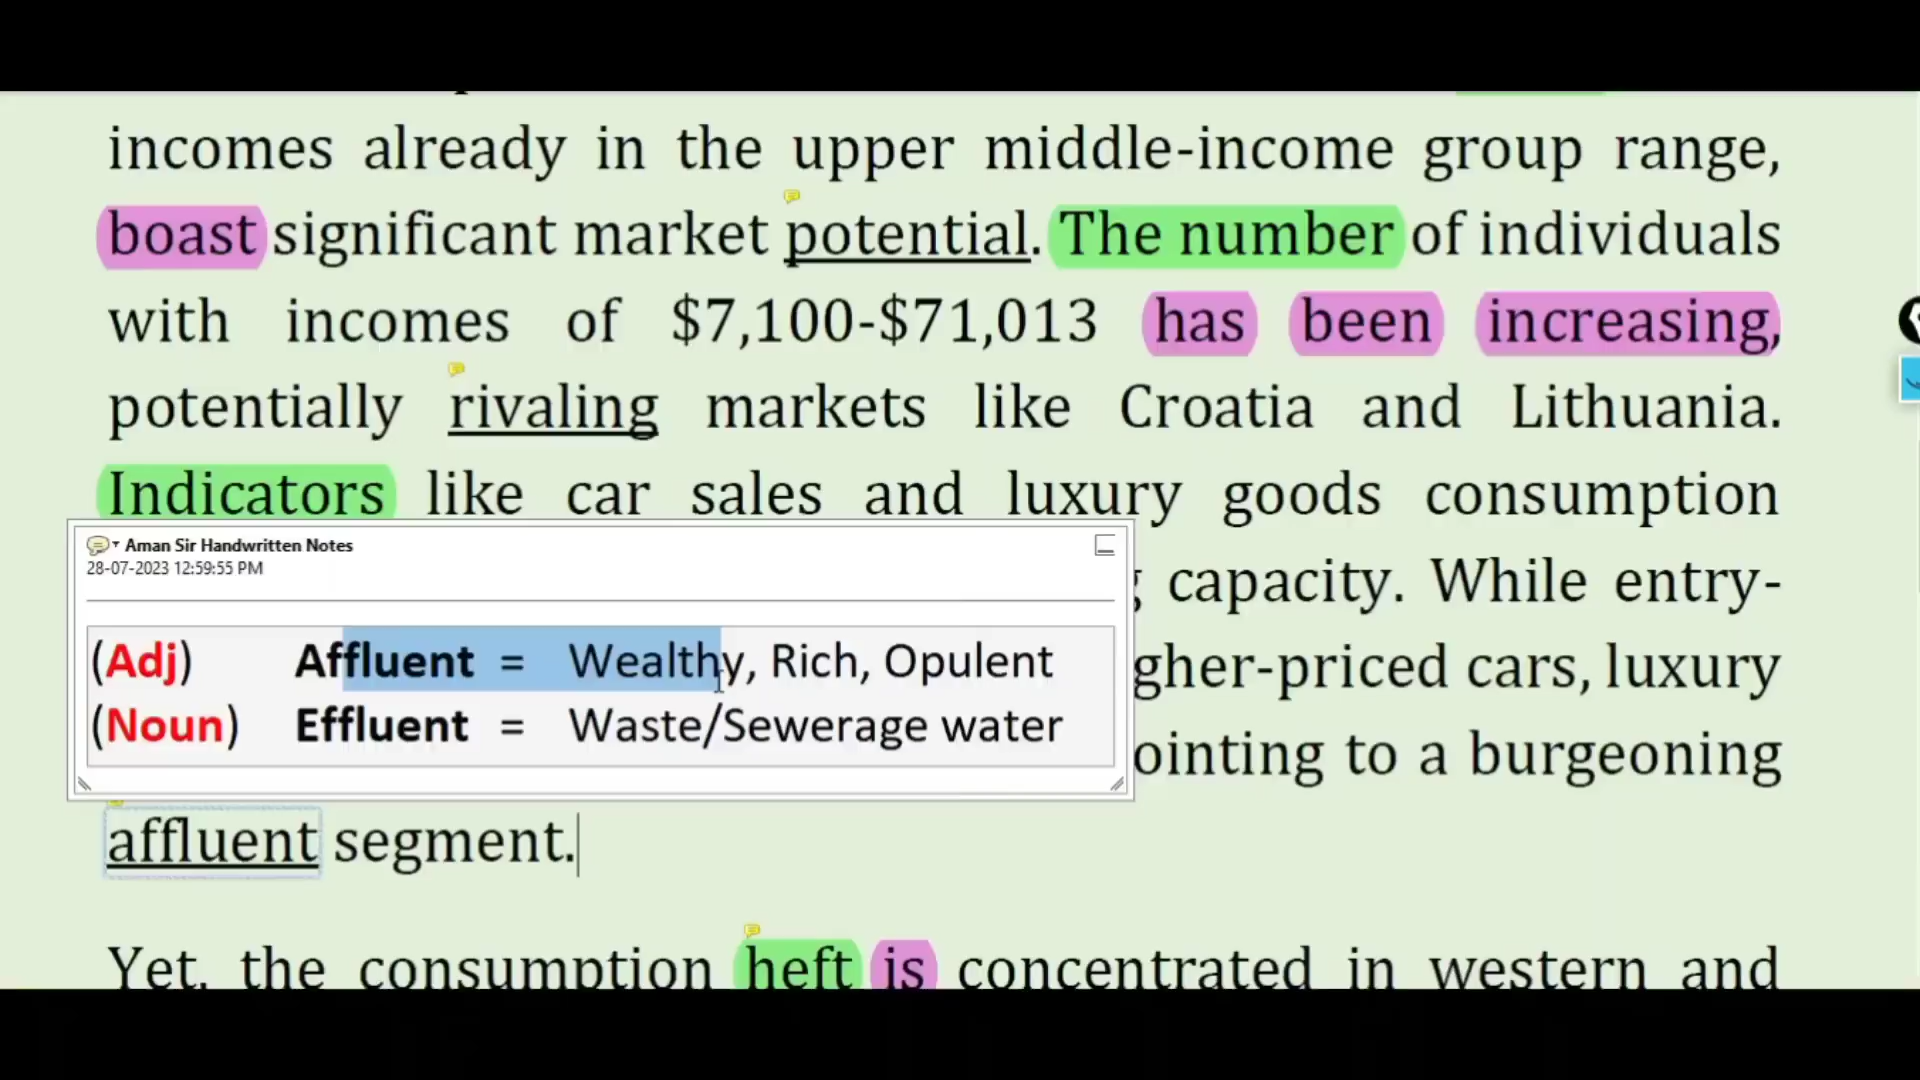 incomes already in the upper middle-income group range,
boast significant market potential. The number of individuals
with incomes of $7,100-$71,013 has been increasing,
potentially rivaling markets like Croatia and Lithuania.
Indicators like car sales and luxury goods consumption
Aman Sir Handwritten Notes
28-07-2023 12:59:55 PM
(Adj) Affluent = Wealthy, Rich, Opulent
(Noun) Effluent = Waste/Sewerage water
capacity. While entry-
gher-priced cars, luxury
ointing to a burgeoning
affluent segment.
Yet, the consumption heft is concentrated in western and